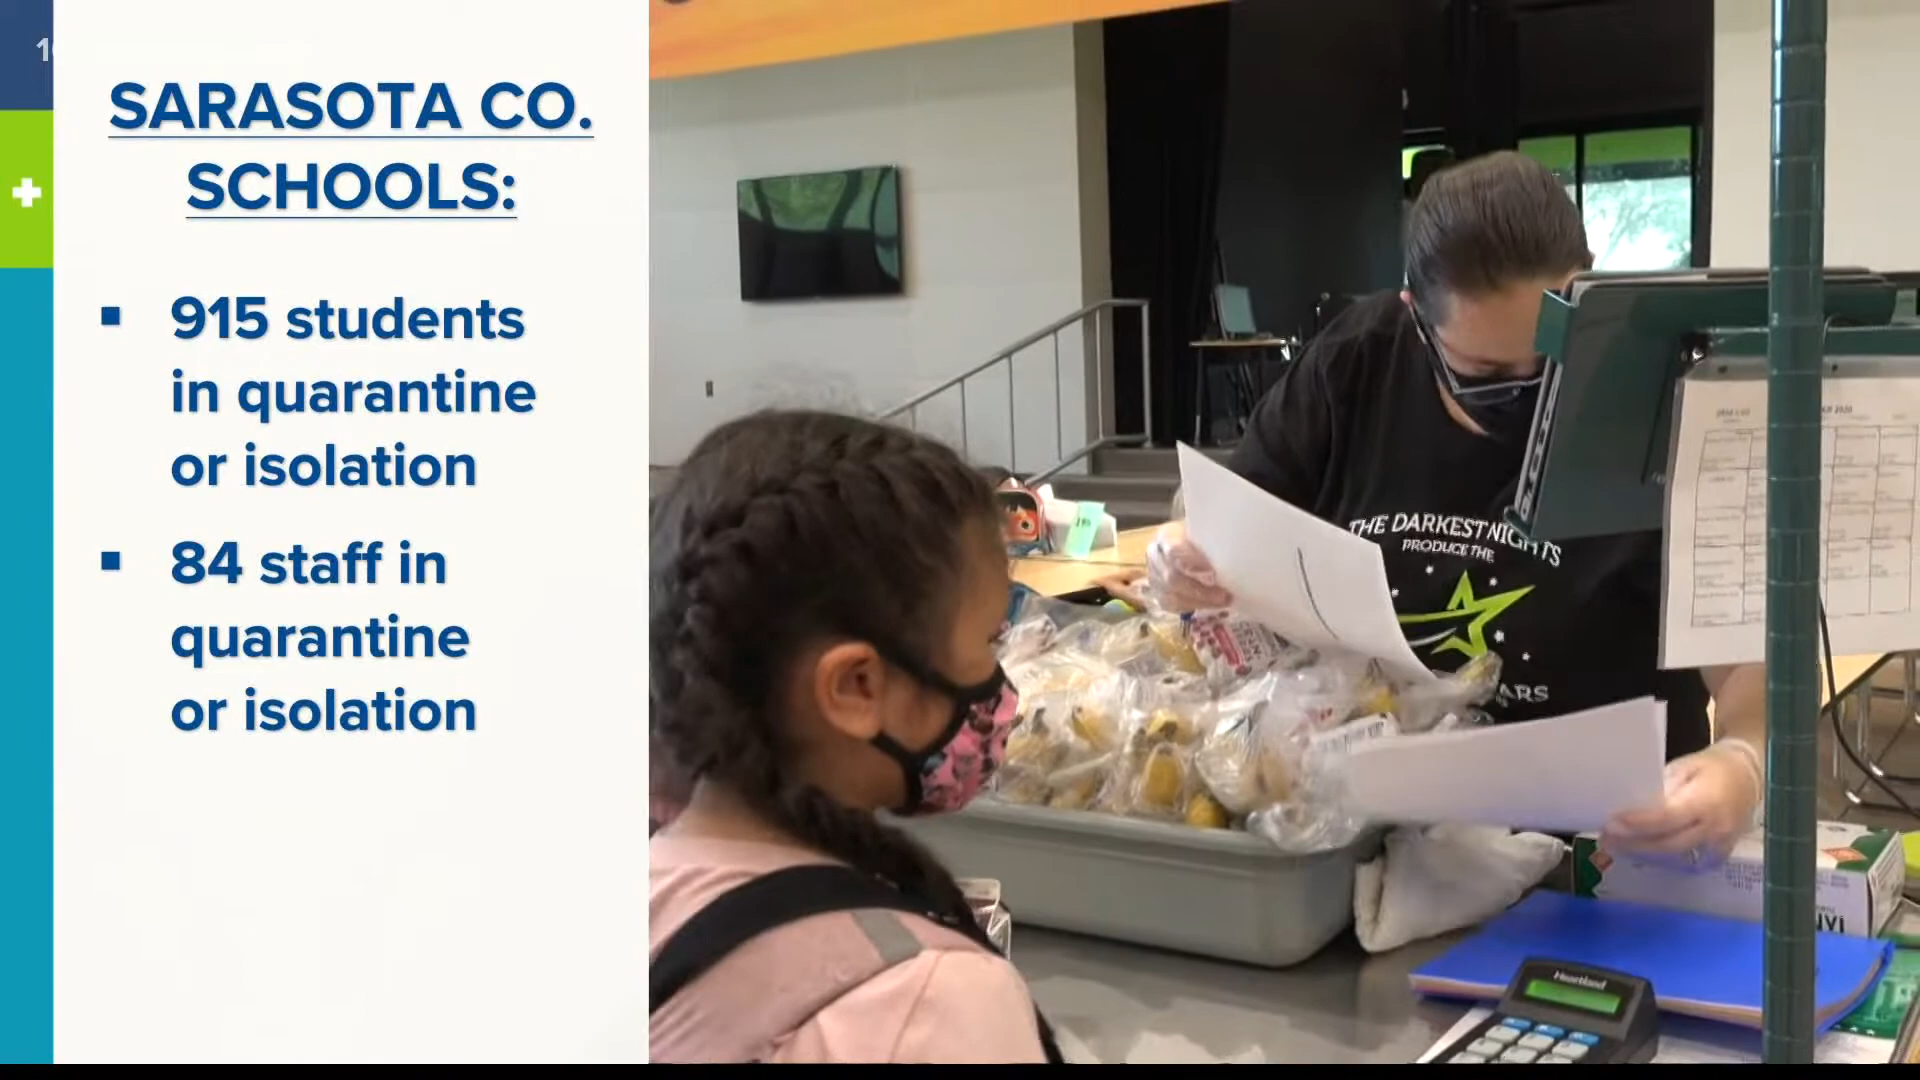 SARASOTA CO.
SCHOOLS:
▪ 915 students
in quarantine
or isolation
▪ 84 staff in
quarantine
or isolation
THE DARKEST NIGHTS
PRODUCE THE
Heartland